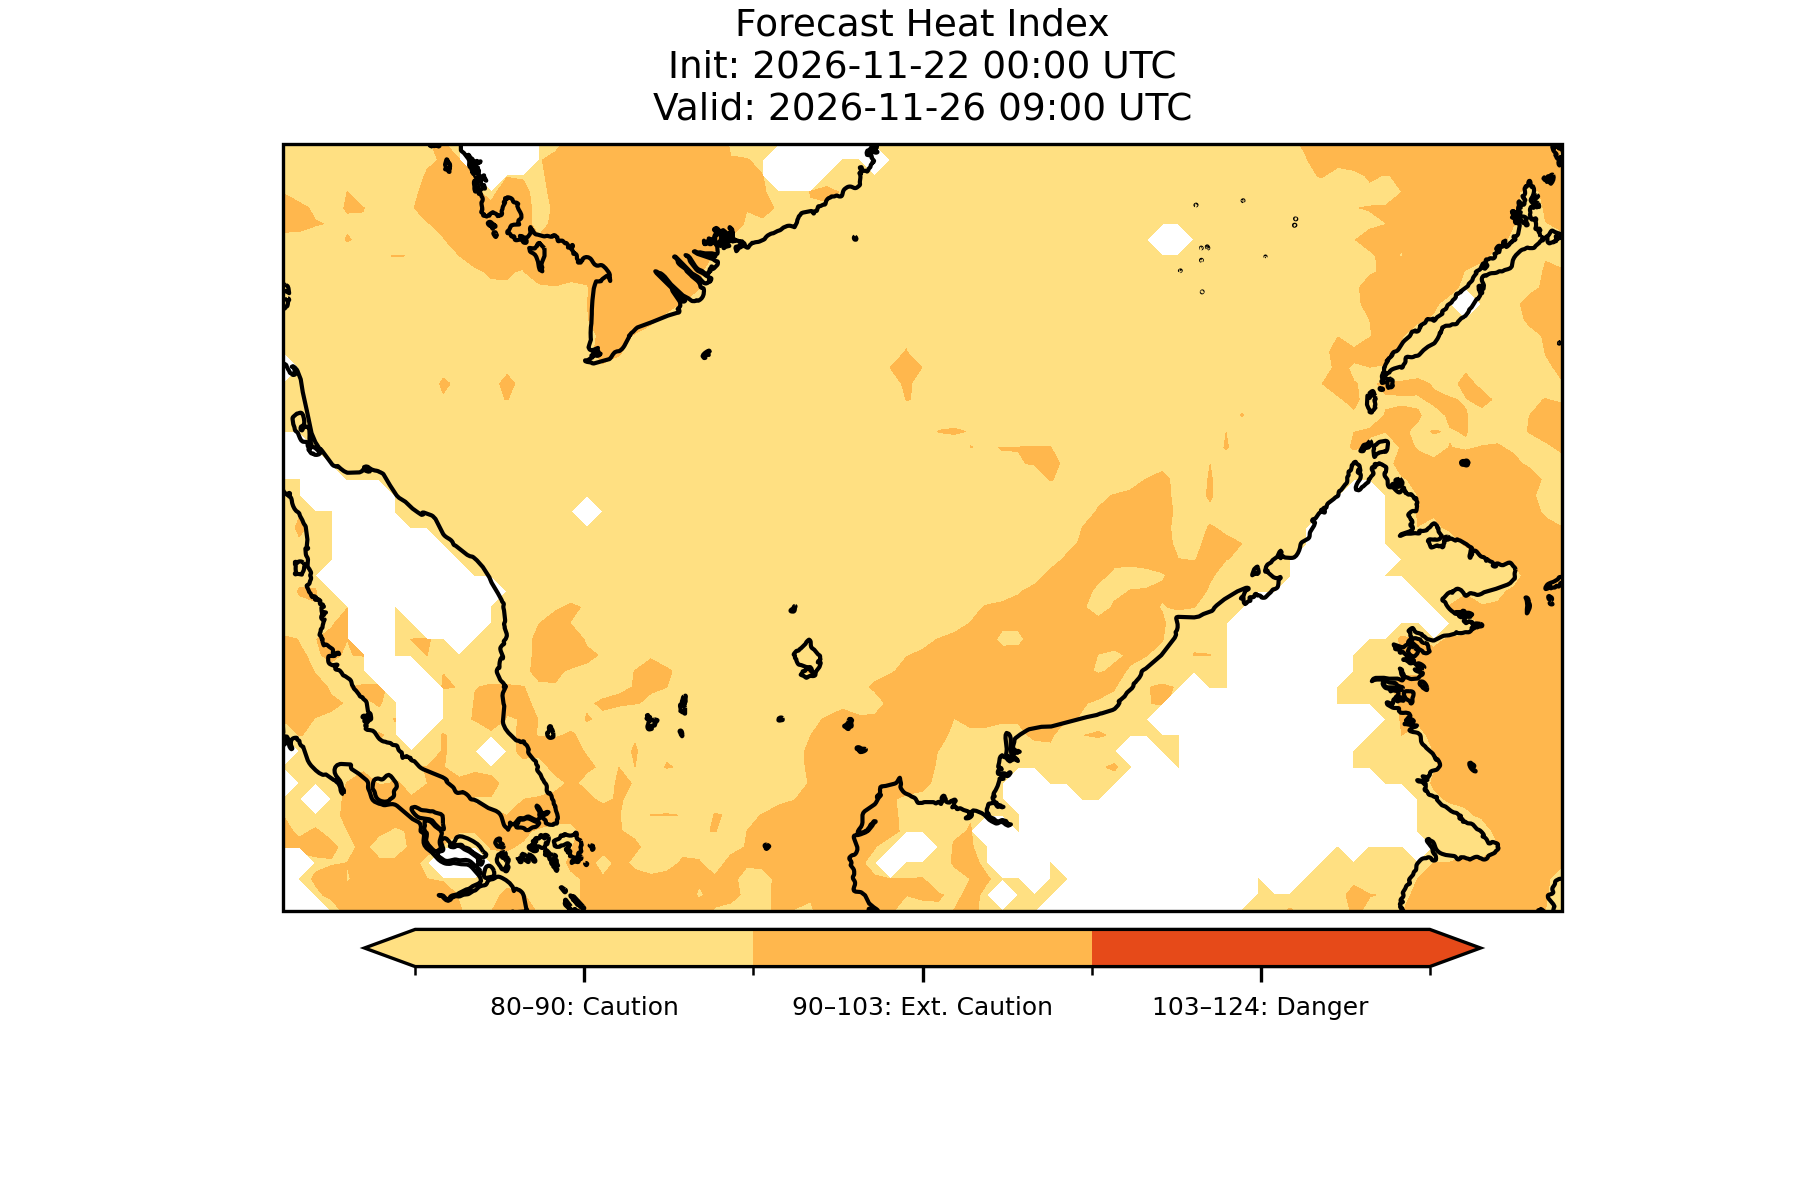 Forecast Heat Index
Init: 2026-11-22 00:00 UTC
Valid: 2026-11-26 09:00 UTC
80–90: Caution
90–103: Ext. Caution
103–124: Danger